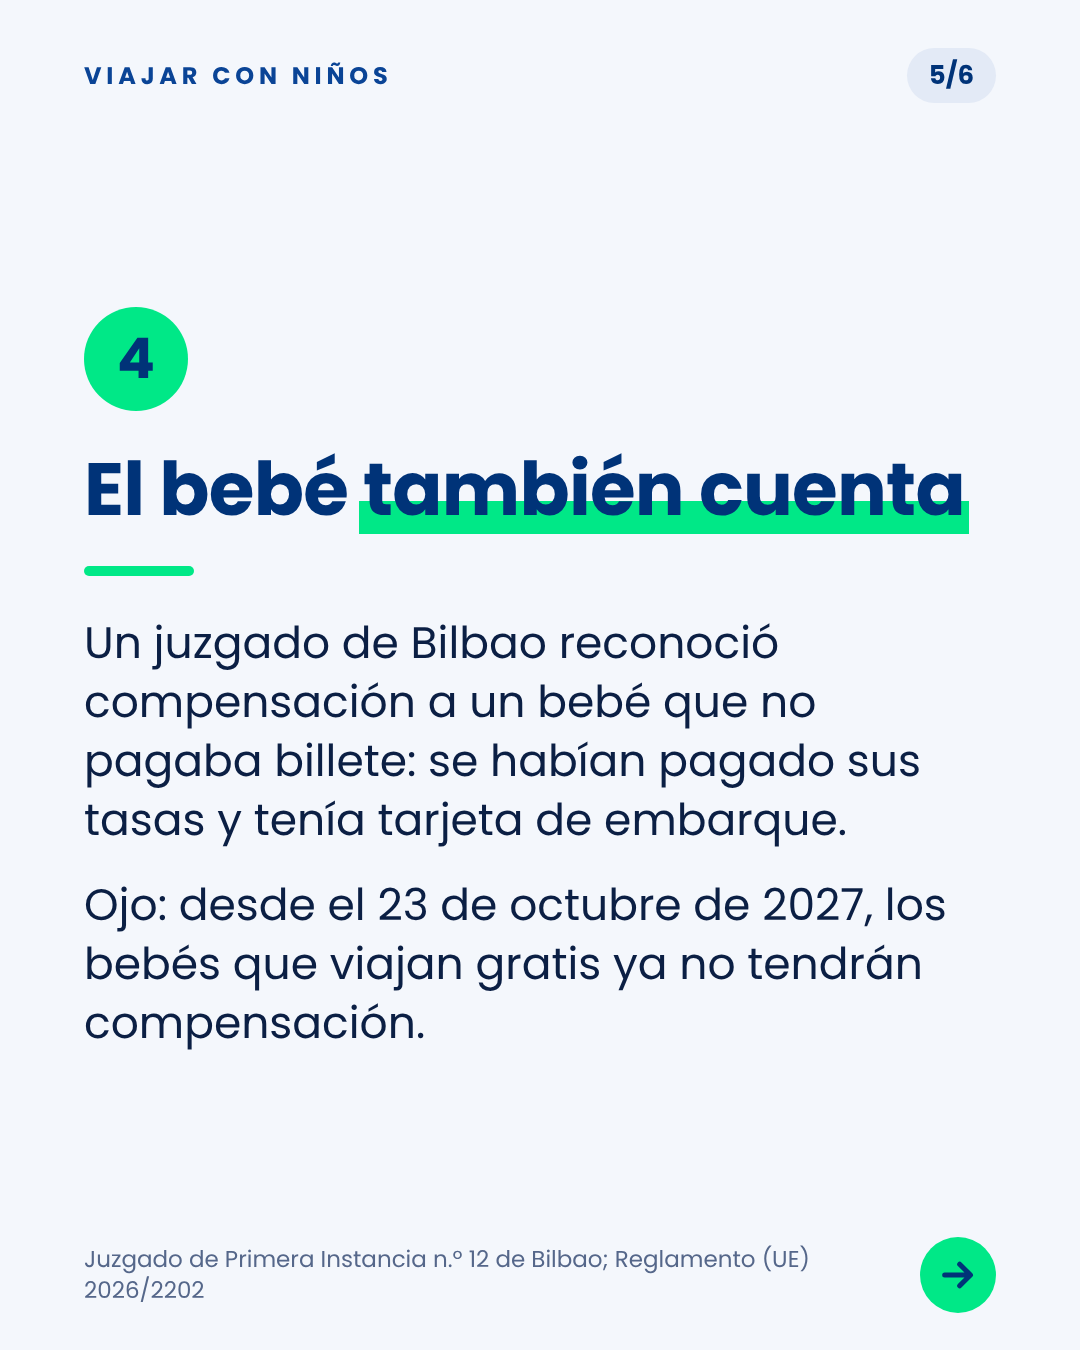 VIAJAR CON NIÑOS
5/6
4
El bebé también cuenta
Un juzgado de Bilbao reconoció
compensación a un bebé que no
pagaba billete: se habían pagado sus
tasas y tenía tarjeta de embarque.
Ojo: desde el 23 de octubre de 2027, los
bebés que viajan gratis ya no tendrán
compensación.
Juzgado de Primera Instancia n.º 12 de Bilbao; Reglamento (UE)
2026/2202